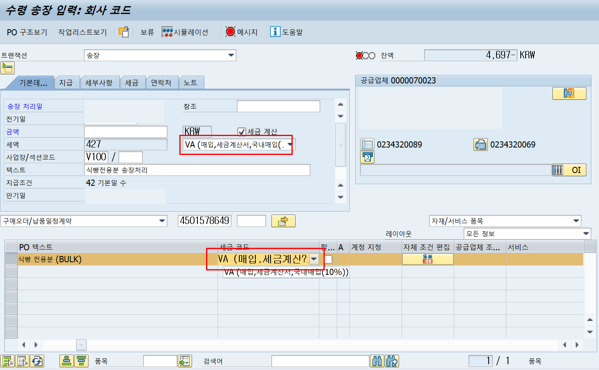 수령 송장 입력: 회사 코드
PO 구조보기 작업리스트보기 보류 시뮬레이션 메시지 도움말
트랜잭션 송장 잔액 4,697- KRW
기본데... 지급 세부사항 세금 연락처 노트
공급업체 0000070023
송장 처리일 참조
전기일
금액 KRW 세금 계산
세액 427 VA (매입,세금계산서,국내매입(.
사업장/섹션코드 V100 /
텍스트 식빵전용분 송장처리
지급조건 42 기본일 수
만기일
0234320089 0234320069
OI
구매오더/납품일정계약 4501578649 자재/서비스 품목
레이아웃 모든 정보
PO 텍스트 세금 코드 할... A 계정 지정 자체 조건 편집 공급업체 조... 서비스
식빵 전용분 (BULK) VA (매입,세금계산?.
VA (매입,세금계산서,국내매입(10%))
품목 검색어 1 / 1 품목